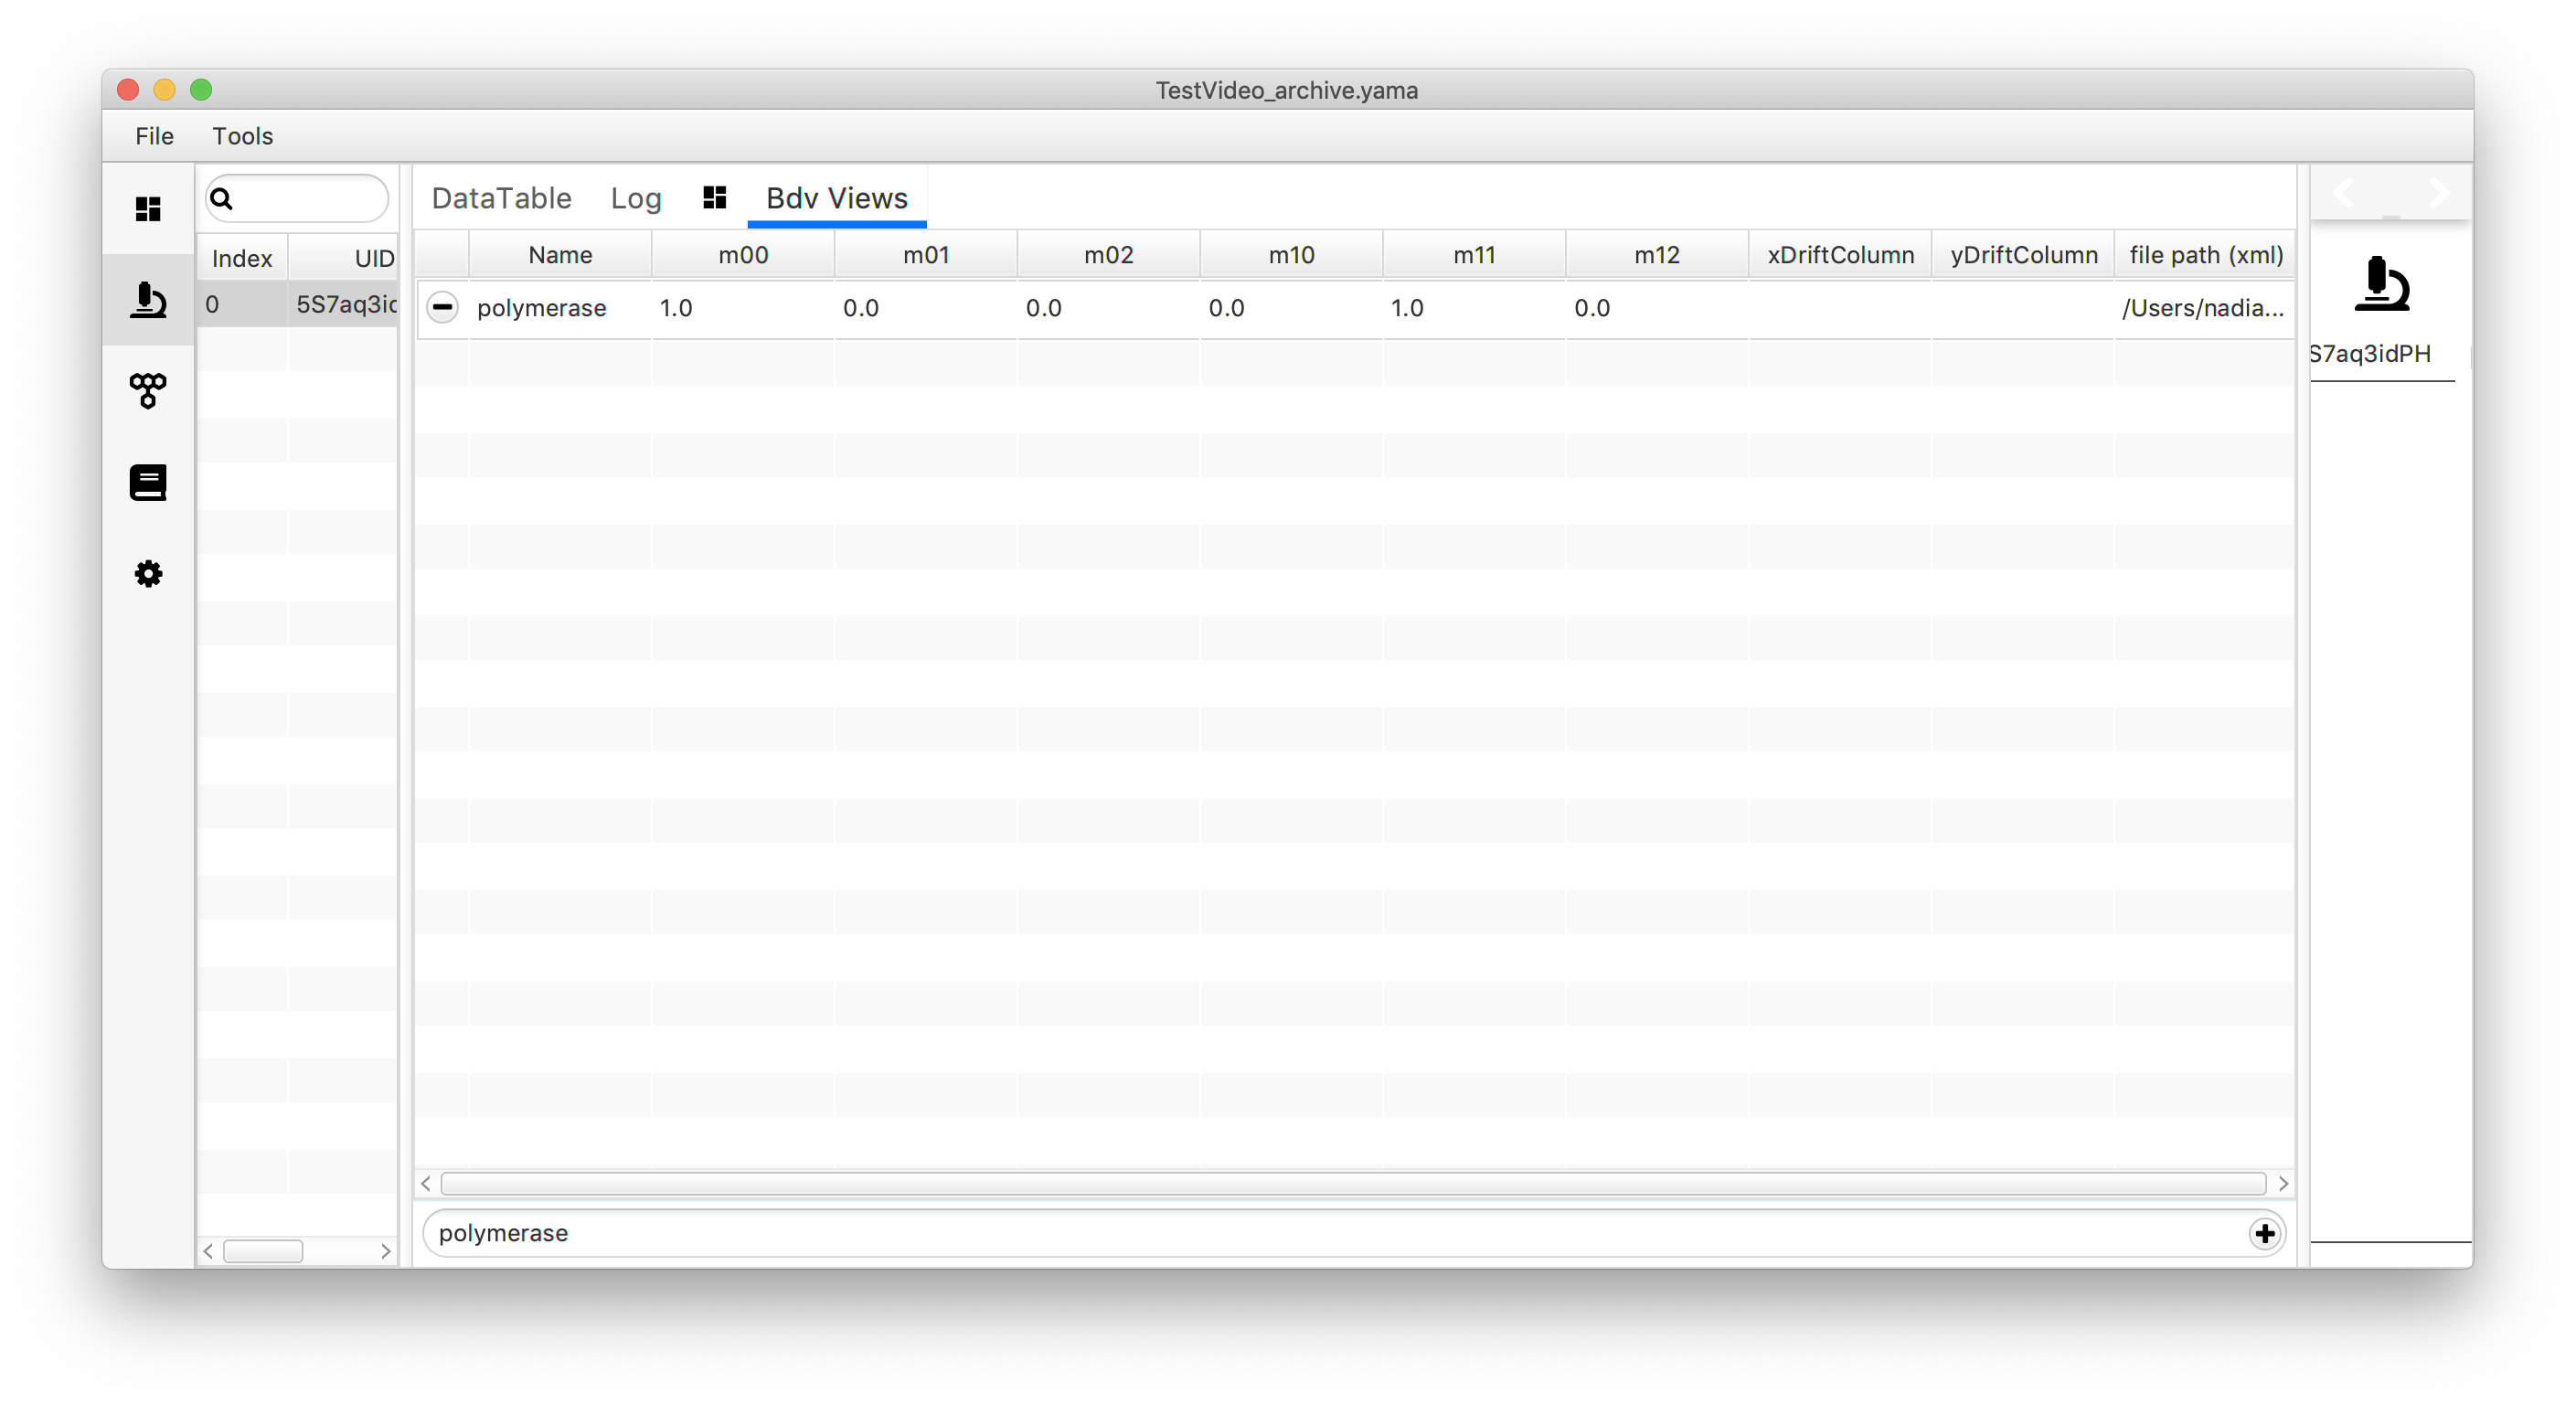 TestVideo_archive.yama
File Tools
DataTable Log Bdv Views
Index UID
Name m00 m01 m02 m10 m11 m12 xDriftColumn yDriftColumn file path (xml)
0 5S7aq3id
polymerase 1.0 0.0 0.0 0.0 1.0 0.0 /Users/nadia...
S7aq3idPH
polymerase